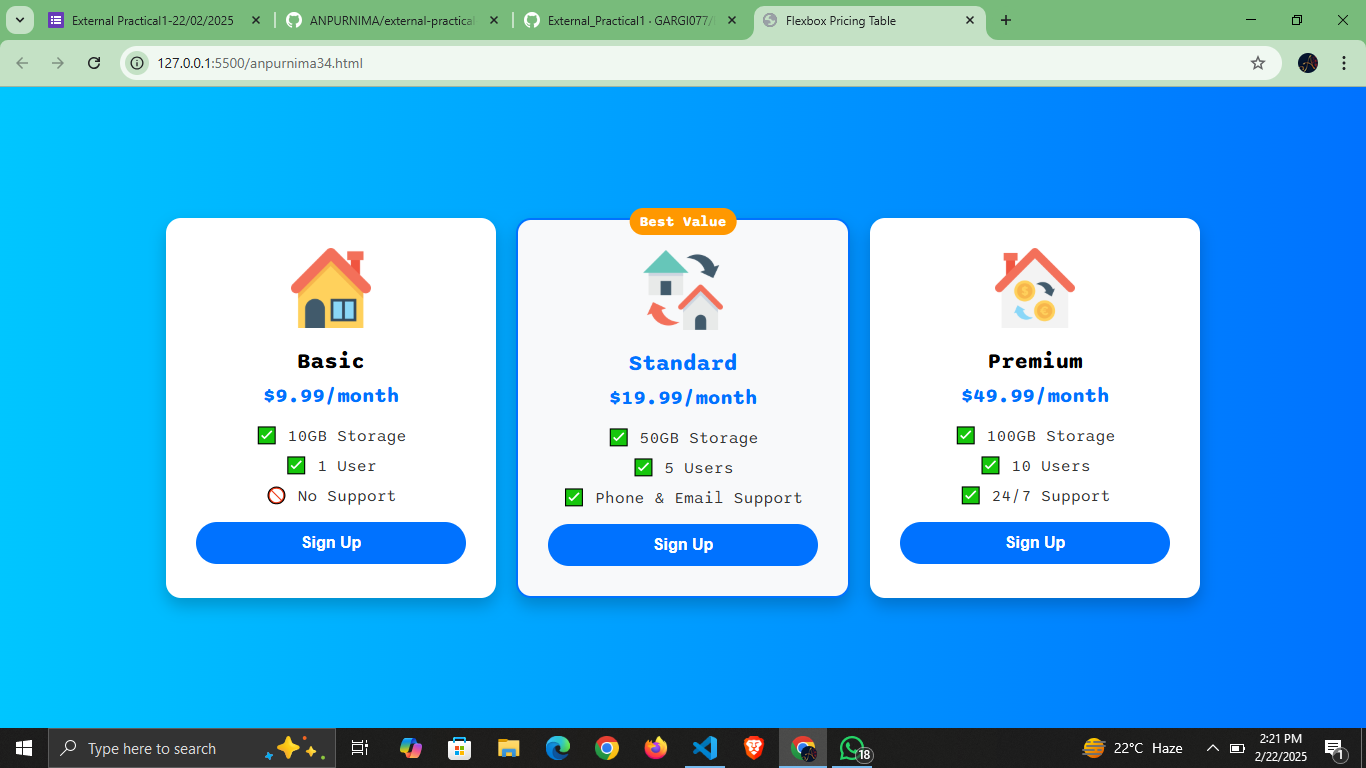 External Practical1-22/02/2025
ANPURNIMA/external-practical
External_Practical1 · GARGI077/
Flexbox Pricing Table
127.0.0.1:5500/anpurnima34.html
Best Value
Basic
$9.99/month
✅ 10GB Storage
✅ 1 User
🚫 No Support
Sign Up
Standard
$19.99/month
✅ 50GB Storage
✅ 5 Users
✅ Phone & Email Support
Sign Up
Premium
$49.99/month
✅ 100GB Storage
✅ 10 Users
✅ 24/7 Support
Sign Up
Type here to search
18
22°C Haze
2:21 PM
2/22/2025
1